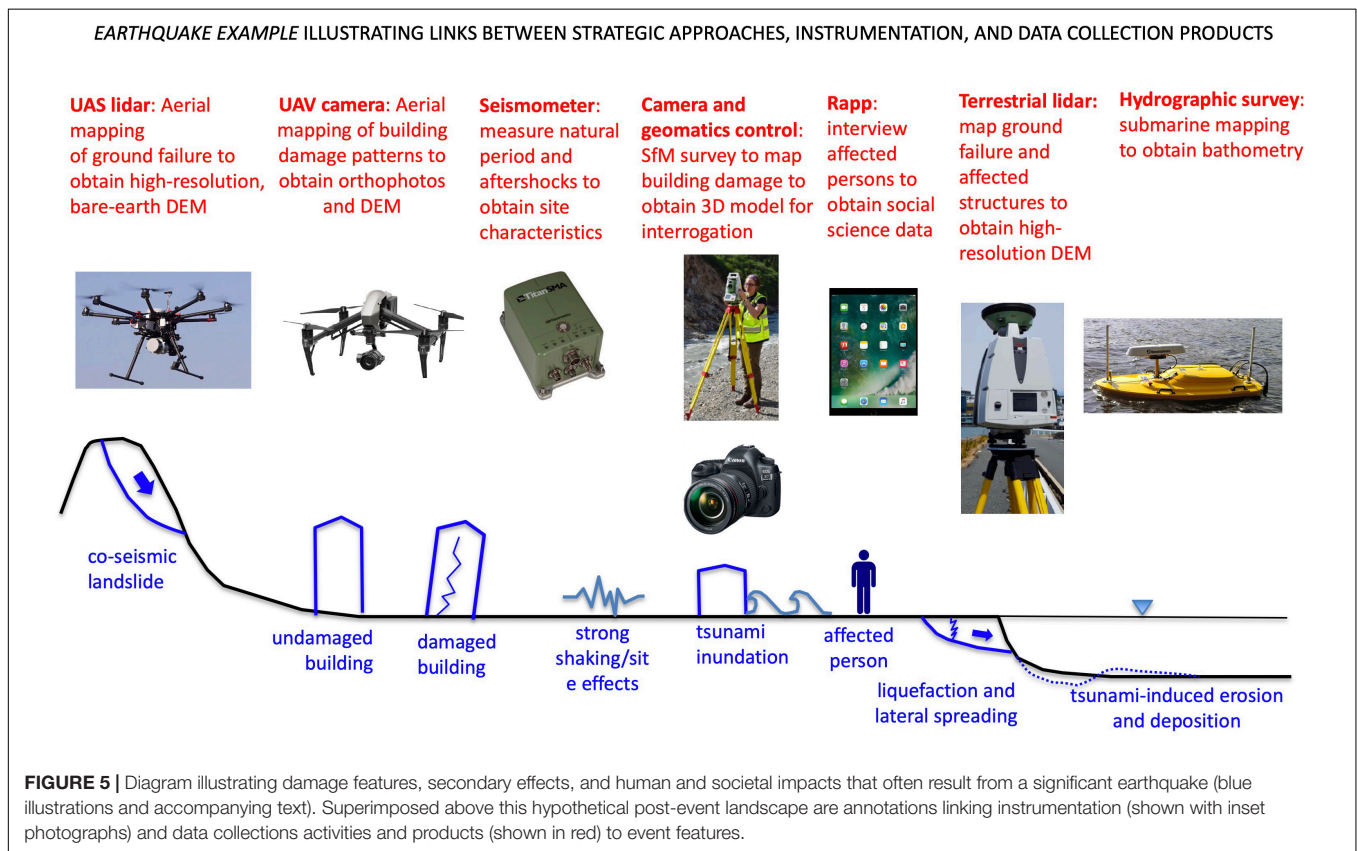 EARTHQUAKE EXAMPLE ILLUSTRATING LINKS BETWEEN STRATEGIC APPROACHES, INSTRUMENTATION, AND DATA COLLECTION PRODUCTS
UAS lidar: Aerial
mapping
of ground failure to
obtain high-resolution,
bare-earth DEM
UAV camera: Aerial
mapping of building
damage patterns to
obtain orthophotos
and DEM
Seismometer:
measure natural
period and
aftershocks to
obtain site
characteristics
Camera and
geomatics control:
SfM survey to map
building damage to
obtain 3D model for
interrogation
Rapp:
interview
affected
persons to
obtain social
science data
Terrestrial lidar:
map ground
failure and
affected
structures to
obtain high-
resolution DEM
Hydrographic survey:
submarine mapping
to obtain bathometry
TitanSMA
Canon
co-seismic
landslide
undamaged
building
damaged
building
strong
shaking/sit
e effects
tsunami
inundation
affected
person
liquefaction and
lateral spreading
tsunami-induced erosion
and deposition
FIGURE 5 | Diagram illustrating damage features, secondary effects, and human and societal impacts that often result from a significant earthquake (blue
illustrations and accompanying text). Superimposed above this hypothetical post-event landscape are annotations linking instrumentation (shown with inset
photographs) and data collections activities and products (shown in red) to event features.